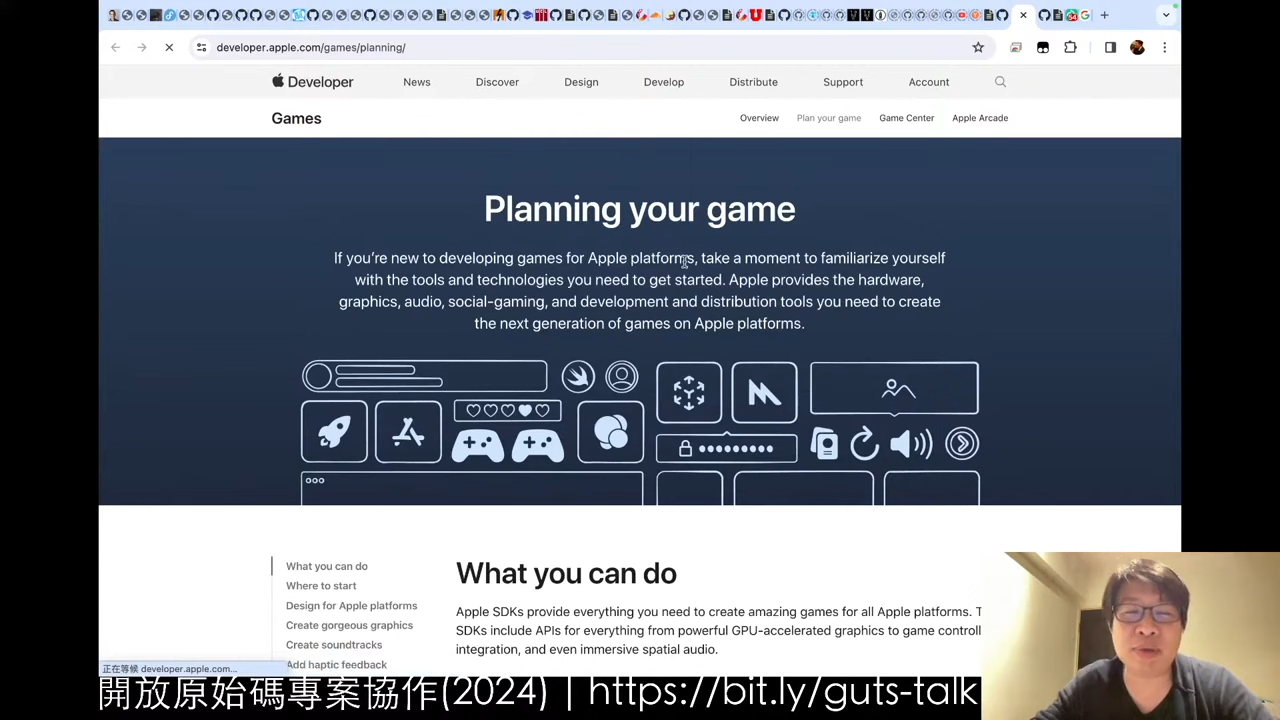 developer.apple.com/games/planning/
Developer
News
Discover
Design
Develop
Distribute
Support
Account
Games
Overview
Plan your game
Game Center
Apple Arcade
Planning your game
If you're new to developing games for Apple platforms, take a moment to familiarize yourself
with the tools and technologies you need to get started. Apple provides the hardware,
graphics, audio, social-gaming, and development and distribution tools you need to create
the next generation of games on Apple platforms.
What you can do
Where to start
Design for Apple platforms
Create gorgeous graphics
Create soundtracks
Add haptic feedback
What you can do
Apple SDKs provide everything you need to create amazing games for all Apple platforms. T
SDKs include APIs for everything from powerful GPU-accelerated graphics to game controll
integration, and even immersive spatial audio.
正在等候 developer.apple.com...
開放原始碼專案協作(2024) | https://bit.ly/guts-talk